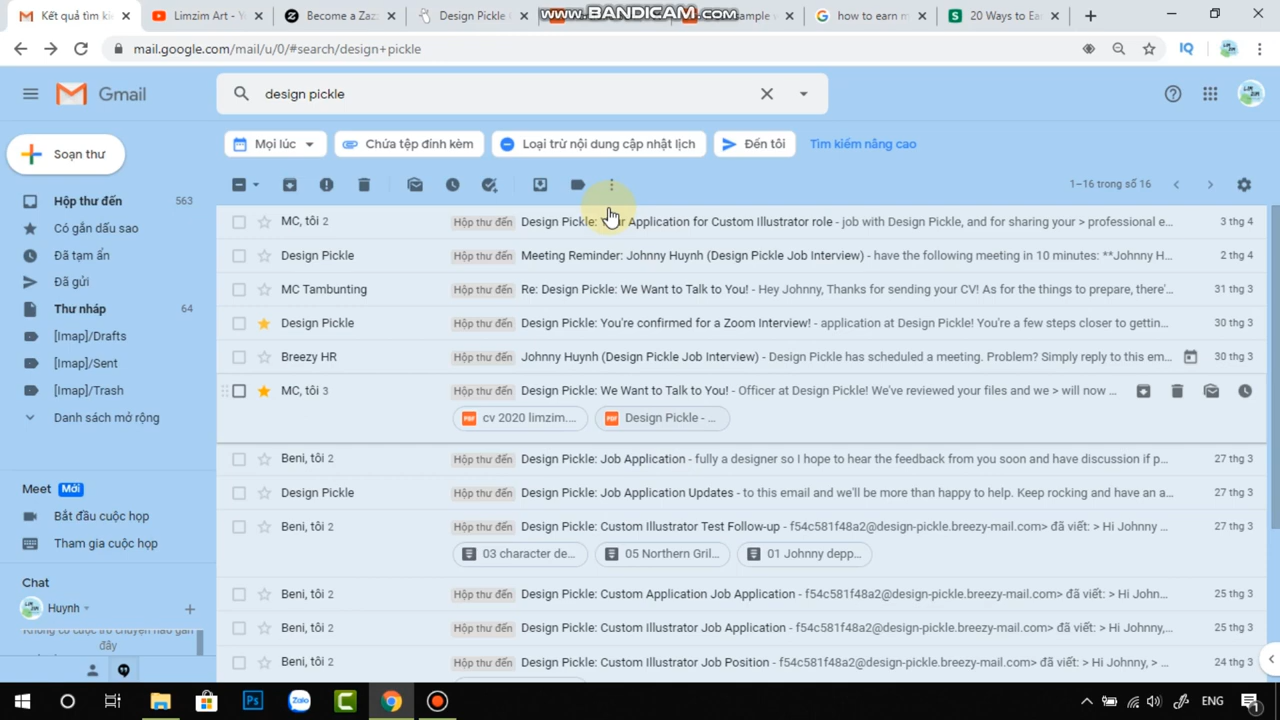 Kết quả tìm ki
Limzim Art - Y
Become a Zaz
Design Pickle
www.BANDICAM.com
ample
how to earn m
20 Ways to Ea
mail.google.com/mail/u/0/#search/design+pickle
IQ
Gmail
design pickle
Soạn thư
Mọi lúc
Chứa tệp đính kèm
Loại trừ nội dung cập nhật lịch
Đến tôi
Tìm kiếm nâng cao
1–16 trong số 16
Hộp thư đến 563
Có gắn dấu sao
Đã tạm ẩn
Đã gửi
Thư nháp 64
[Imap]/Drafts
[Imap]/Sent
[Imap]/Trash
Danh sách mở rộng
Meet Mới
Bắt đầu cuộc họp
Tham gia cuộc họp
Chat
Huynh
Không có cuộc trò chuyện nào gần
đây
MC, tôi 2 Hộp thư đến Design Pickle: Your Application for Custom Illustrator role - job with Design Pickle, and for sharing your > professional e... 3 thg 4
Design Pickle Hộp thư đến Meeting Reminder: Johnny Huynh (Design Pickle Job Interview) - have the following meeting in 10 minutes: **Johnny H... 2 thg 4
MC Tambunting Hộp thư đến Re: Design Pickle: We Want to Talk to You! - Hey Johnny, Thanks for sending your CV! As for the things to prepare, there'... 31 thg 3
Design Pickle Hộp thư đến Design Pickle: You're confirmed for a Zoom Interview! - application at Design Pickle! You're a few steps closer to gettin... 30 thg 3
Breezy HR Hộp thư đến Johnny Huynh (Design Pickle Job Interview) - Design Pickle has scheduled a meeting. Problem? Simply reply to this em... 30 thg 3
MC, tôi 3 Hộp thư đến Design Pickle: We Want to Talk to You! - Officer at Design Pickle! We've reviewed your files and we > will now ...
PDF cv 2020 limzim.... PDF Design Pickle - ...
Beni, tôi 2 Hộp thư đến Design Pickle: Job Application - fully a designer so I hope to hear the feedback from you soon and have discussion if p... 27 thg 3
Design Pickle Hộp thư đến Design Pickle: Job Application Updates - to this email and we'll be more than happy to help. Keep rocking and have an a... 27 thg 3
Beni, tôi 2 Hộp thư đến Design Pickle: Custom Illustrator Test Follow-up - f54c581f48a2@design-pickle.breezy-mail.com> đã viết: > Hi Johnny ... 27 thg 3
03 character de... 05 Northern Gril... 01 Johnny depp...
Beni, tôi 2 Hộp thư đến Design Pickle: Custom Application Job Application - f54c581f48a2@design-pickle.breezy-mail.com> đã viết: > Hi John... 25 thg 3
Beni, tôi 2 Hộp thư đến Design Pickle: Custom Illustrator Job Application - f54c581f48a2@design-pickle.breezy-mail.com> đã viết: > Hi Johnny,... 25 thg 3
Beni, tôi 2 Hộp thư đến Design Pickle: Custom Illustrator Job Position - f54c581f48a2@design-pickle.breezy-mail.com> đã viết: > Hi Johnny, > ... 24 thg 3
Ps
Zalo
ENG
1